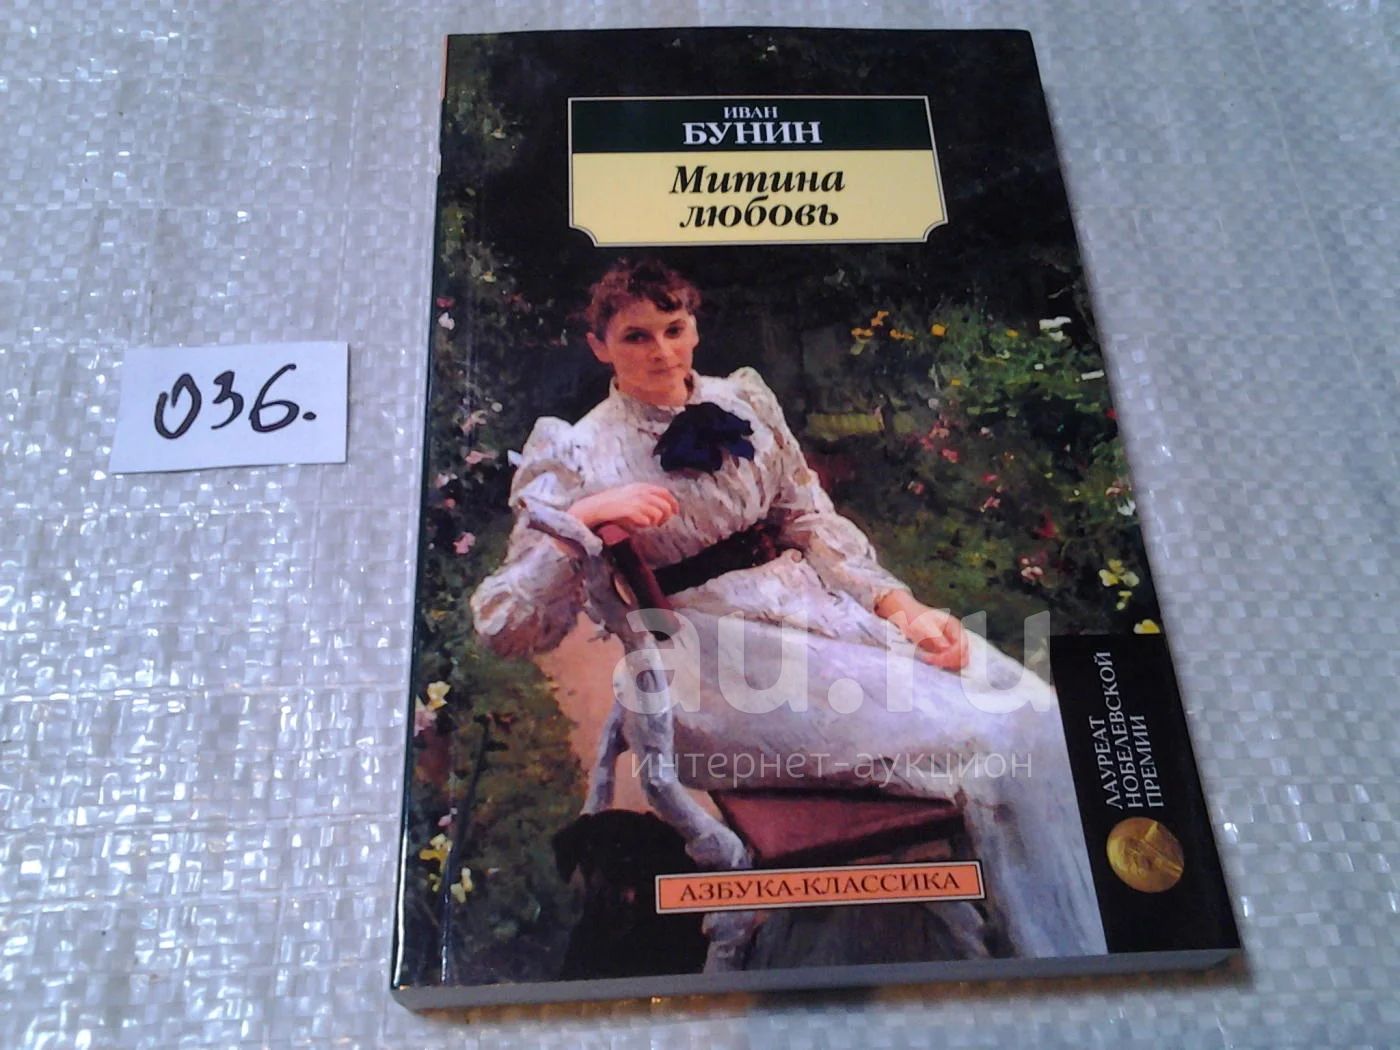 ИВАН
БУНИН
Митина
любовь
036.
au.ru
интернет-аукцион
ЛАУРЕАТ
НОБЕЛЕВСКОЙ
ПРЕМИИ
АЗБУКА-КЛАССИКА